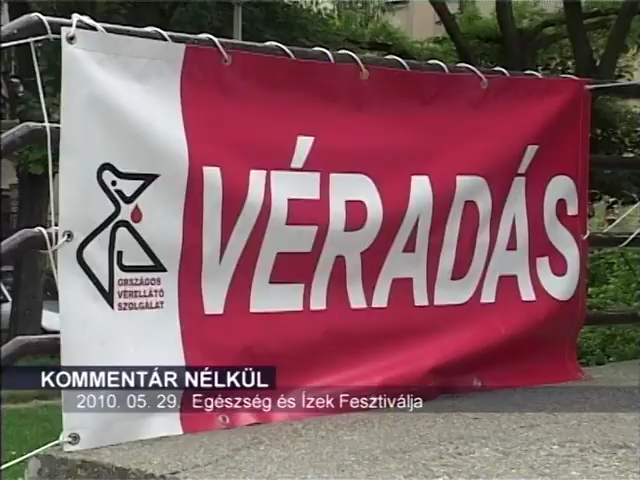 VÉRADÁS
ORSZÁGOS
VÉRELLÁTÓ
SZOLGÁLAT
KOMMENTÁR NÉLKÜL
2010. 05. 29. Egészség és Ízek Fesztiválja